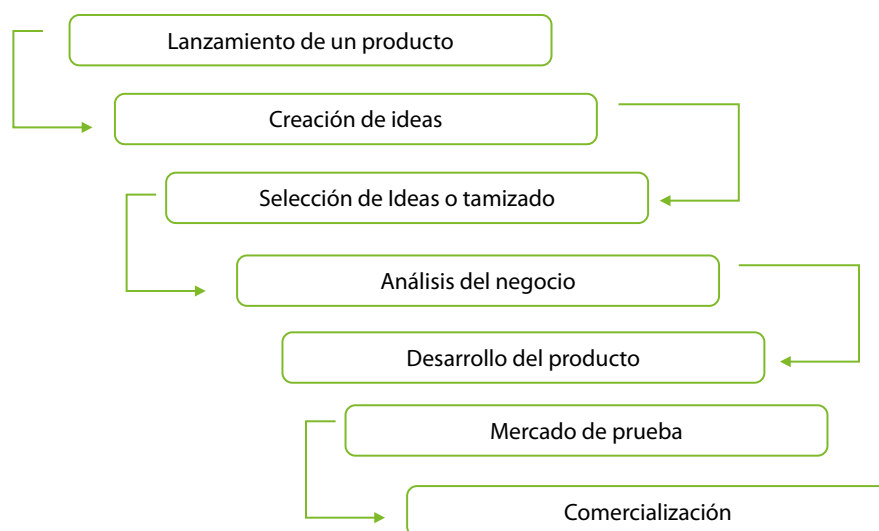 Lanzamiento de un producto
Creación de ideas
Selección de Ideas o tamizado
Análisis del negocio
Desarrollo del producto
Mercado de prueba
Comercialización